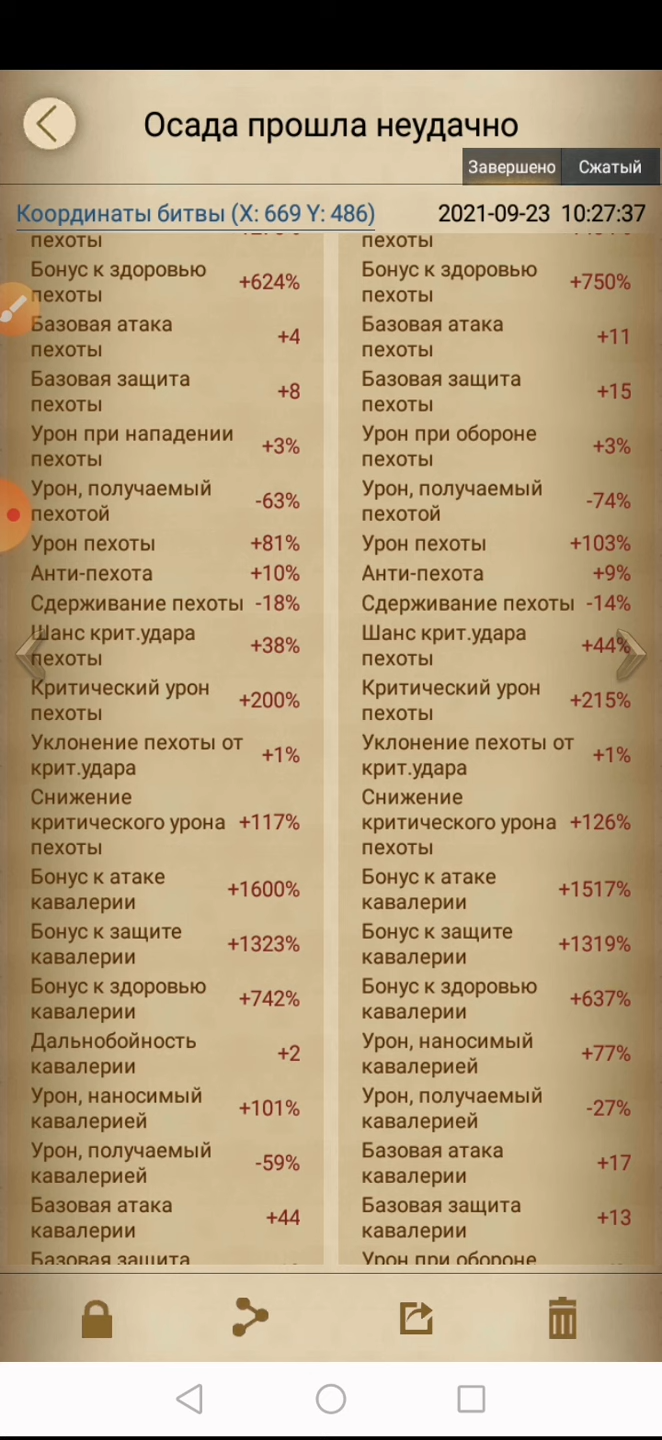 Осада прошла неудачно
Завершено
Сжатый
Координаты битвы (X: 669 Y: 486)
2021-09-23 10:27:37
пехоты
Бонус к здоровью
пехоты
+624%
Базовая атака
пехоты
+4
Базовая защита
пехоты
+8
Урон при нападении
пехоты
+3%
Урон, получаемый
пехотой
-63%
Урон пехоты +81%
Анти-пехота +10%
Сдерживание пехоты -18%
Шанс крит.удара
пехоты
+38%
Критический урон
пехоты
+200%
Уклонение пехоты от
крит.удара
+1%
Снижение
критического урона +117%
пехоты
Бонус к атаке
кавалерии
+1600%
Бонус к защите
кавалерии
+1323%
Бонус к здоровью
кавалерии
+742%
Дальнобойность
кавалерии
+2
Урон, наносимый
кавалерией
+101%
Урон, получаемый
кавалерией
-59%
Базовая атака
кавалерии
+44
Базовая защита
пехоты
Бонус к здоровью
пехоты
+750%
Базовая атака
пехоты
+11
Базовая защита
пехоты
+15
Урон при обороне
пехоты
+3%
Урон, получаемый
пехотой
-74%
Урон пехоты +103%
Анти-пехота +9%
Сдерживание пехоты -14%
Шанс крит.удара
пехоты
+44%
Критический урон
пехоты
+215%
Уклонение пехоты от
крит.удара
+1%
Снижение
критического урона +126%
пехоты
Бонус к атаке
кавалерии
+1517%
Бонус к защите
кавалерии
+1319%
Бонус к здоровью
кавалерии
+637%
Урон, наносимый
кавалерией
+77%
Урон, получаемый
кавалерией
-27%
Базовая атака
кавалерии
+17
Базовая защита
кавалерии
+13
Урон при обороне